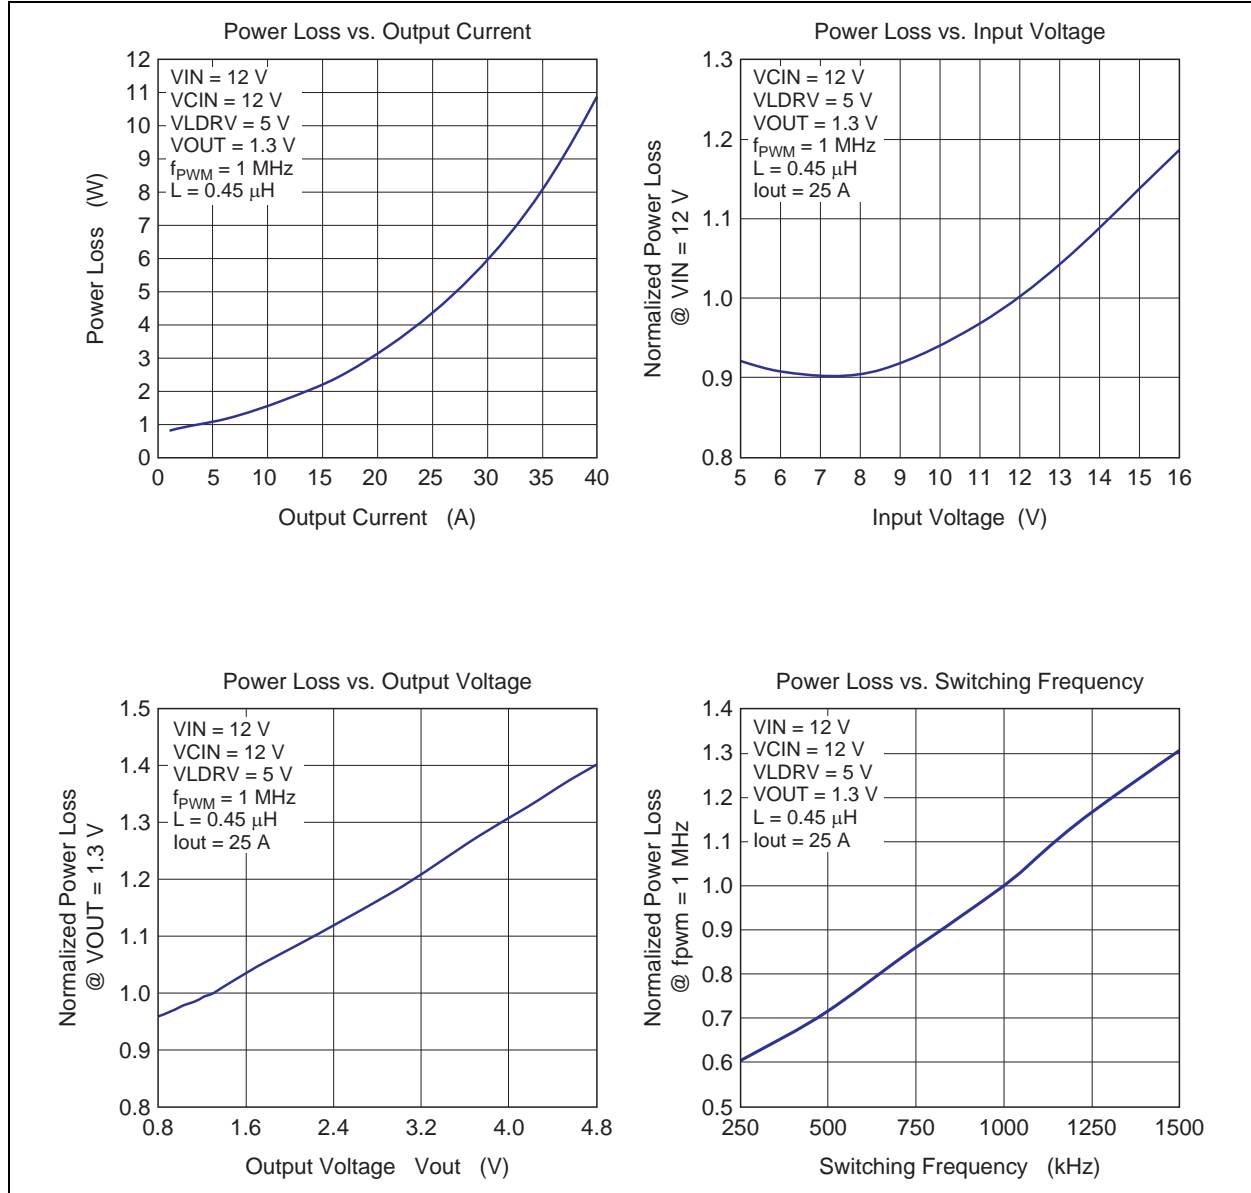 Power Loss vs. Output Current
12
11
10
9
8
7
6
5
4
3
2
1
0
VIN = 12 V
VCIN = 12 V
VLDRV = 5 V
VOUT = 1.3 V
fPWM = 1 MHz
L = 0.45 μH
Power Loss (W)
0 5 10 15 20 25 30 35 40
Output Current (A)
Power Loss vs. Input Voltage
1.3
1.2
1.1
1.0
0.9
0.8
VCIN = 12 V
VLDRV = 5 V
VOUT = 1.3 V
fPWM = 1 MHz
L = 0.45 μH
Iout = 25 A
Normalized Power Loss
@ VIN = 12 V
5 6 7 8 9 10 11 12 13 14 15 16
Input Voltage (V)
Power Loss vs. Output Voltage
1.5
1.4
1.3
1.2
1.1
1.0
0.9
0.8
VIN = 12 V
VCIN = 12 V
VLDRV = 5 V
fPWM = 1 MHz
L = 0.45 μH
Iout = 25 A
Normalized Power Loss
@ VOUT = 1.3 V
0.8 1.6 2.4 3.2 4.0 4.8
Output Voltage Vout (V)
Power Loss vs. Switching Frequency
1.4
1.3
1.2
1.1
1.0
0.9
0.8
0.7
0.6
0.5
VIN = 12 V
VCIN = 12 V
VLDRV = 5 V
VOUT = 1.3 V
L = 0.45 μH
Iout = 25 A
Normalized Power Loss
@ fpwm = 1 MHz
250 500 750 1000 1250 1500
Switching Frequency (kHz)